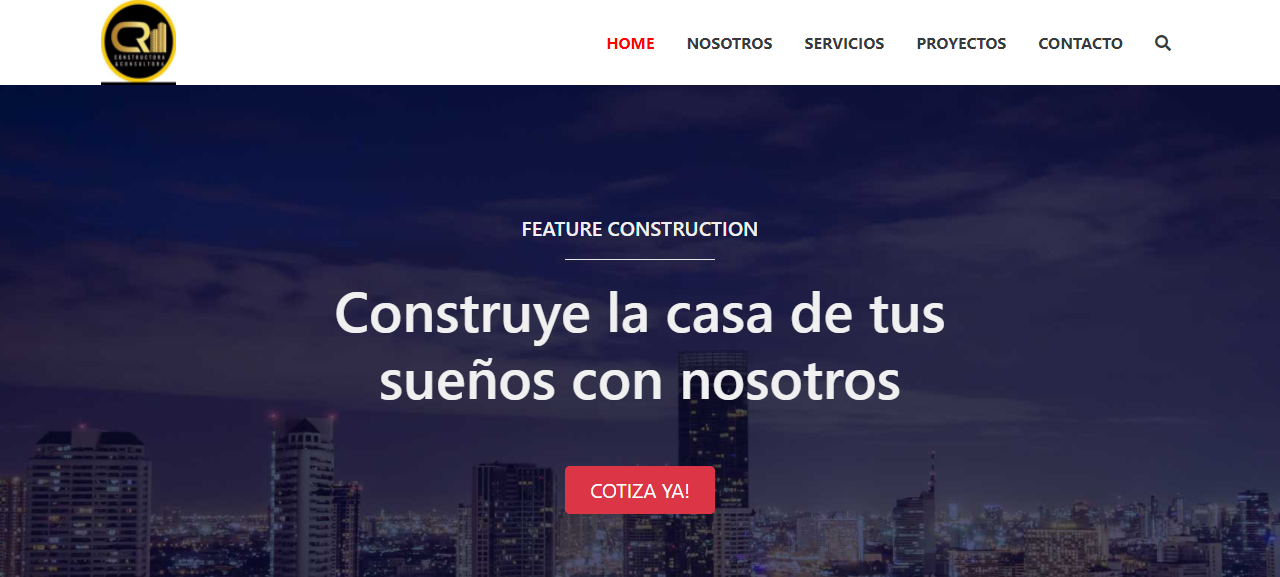 CR
CONSTRUCTORA
& CONSULTORA
HOME NOSOTROS SERVICIOS PROYECTOS CONTACTO
FEATURE CONSTRUCTION
Construye la casa de tus
sueños con nosotros
COTIZA YA!